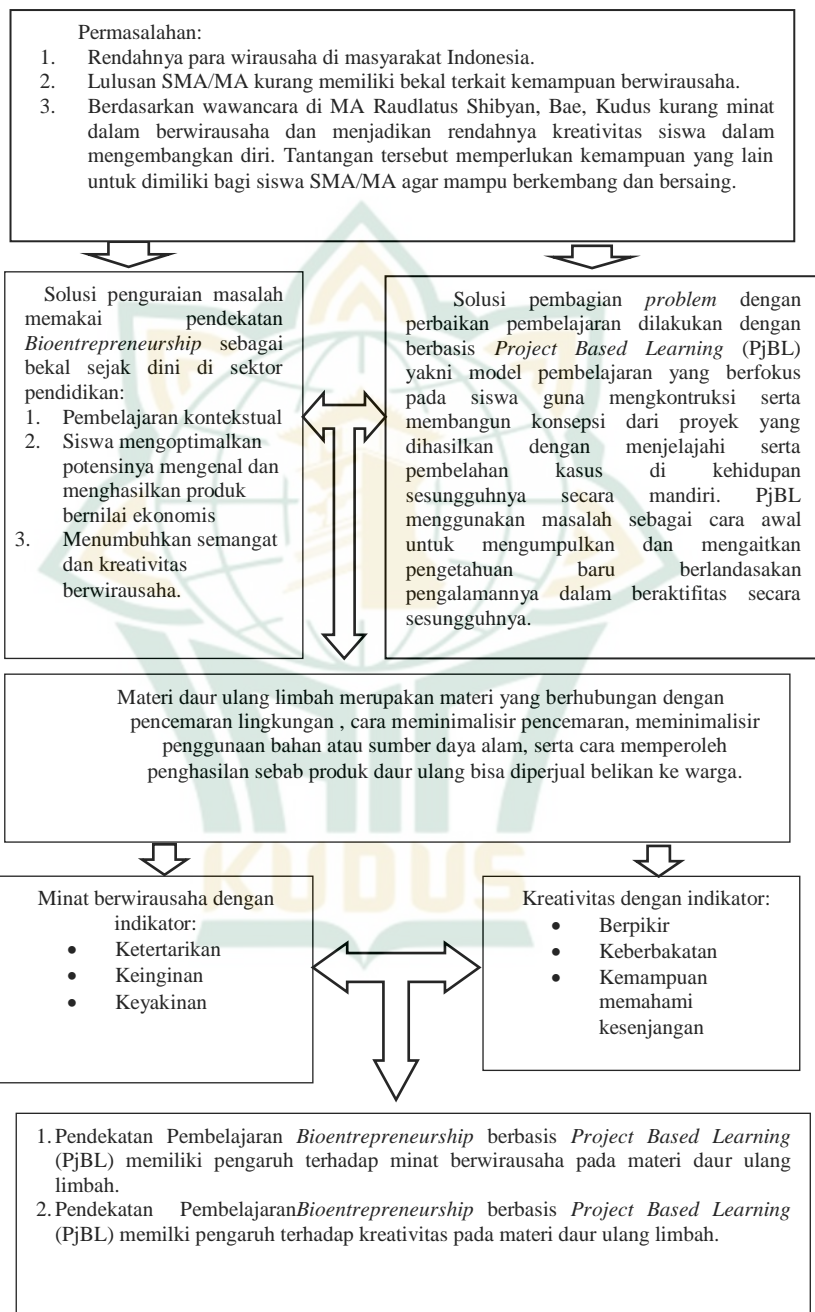 Permasalahan:
1. Rendahnya para wirausaha di masyarakat Indonesia.
2. Lulusan SMA/MA kurang memiliki bekal terkait kemampuan berwirausaha.
3. Berdasarkan wawancara di MA Raudlatus Shibyan, Bae, Kudus kurang minat
dalam berwirausaha dan menjadikan rendahnya kreativitas siswa dalam
mengembangkan diri. Tantangan tersebut memperlukan kemampuan yang lain
untuk dimiliki bagi siswa SMA/MA agar mampu berkembang dan bersaing.
Solusi penguraian masalah
memakai pendekatan
Bioentrepreneurship sebagai
bekal sejak dini di sektor
pendidikan:
1. Pembelajaran kontekstual
2. Siswa mengoptimalkan
potensinya mengenal dan
menghasilkan produk
bernilai ekonomis
3. Menumbuhkan semangat
dan kreativitas
berwirausaha.
Solusi pembagian problem dengan
perbaikan pembelajaran dilakukan dengan
berbasis Project Based Learning (PjBL)
yakni model pembelajaran yang berfokus
pada siswa guna mengkontruksi serta
membangun konsepsi dari proyek yang
dihasilkan dengan menjelajahi serta
pembelahan kasus di kehidupan
sesungguhnya secara mandiri. PjBL
menggunakan masalah sebagai cara awal
untuk mengumpulkan dan mengaitkan
pengetahuan baru berlandasakan
pengalamannya dalam beraktifitas secara
sesungguhnya.
Materi daur ulang limbah merupakan materi yang berhubungan dengan
pencemaran lingkungan , cara meminimalisir pencemaran, meminimalisir
penggunaan bahan atau sumber daya alam, serta cara memperoleh
penghasilan sebab produk daur ulang bisa diperjual belikan ke warga.
KUDUS
Minat berwirausaha dengan
indikator:
• Ketertarikan
• Keinginan
• Keyakinan
Kreativitas dengan indikator:
• Berpikir
• Keberbakatan
• Kemampuan
memahami
kesenjangan
1. Pendekatan Pembelajaran Bioentrepreneurship berbasis Project Based Learning
(PjBL) memiliki pengaruh terhadap minat berwirausaha pada materi daur ulang
limbah.
2. Pendekatan PembelajaranBioentrepreneurship berbasis Project Based Learning
(PjBL) memilki pengaruh terhadap kreativitas pada materi daur ulang limbah.